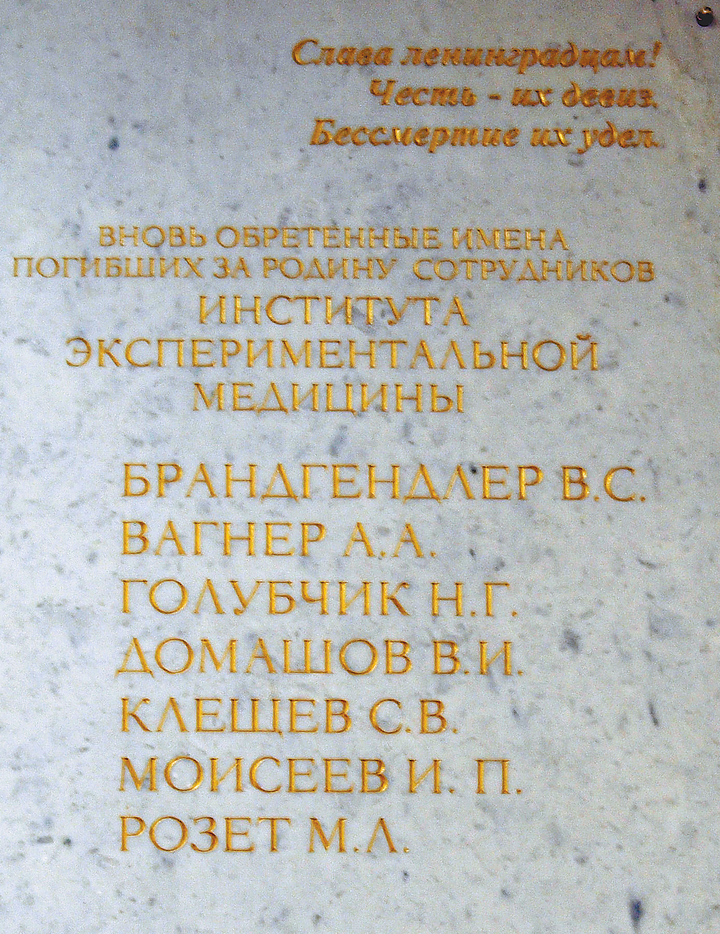 Слава ленинградцам!
Честь - их девиз.
Бессмертие их удел.
ВНОВЬ ОБРЕТЕННЫЕ ИМЕНА
ПОГИБШИХ ЗА РОДИНУ СОТРУДНИКОВ
ИНСТИТУТА
ЭКСПЕРИМЕНТАЛЬНОЙ
МЕДИЦИНЫ
БРАНДГЕНДЛЕР В.С.
ВАГНЕР А.А.
ГОЛУБЧИК Н.Г.
ДОМАШОВ В.И.
КЛЕЩЕВ С.В.
МОИСЕЕВ И. П.
РОЗЕТ М.Л.